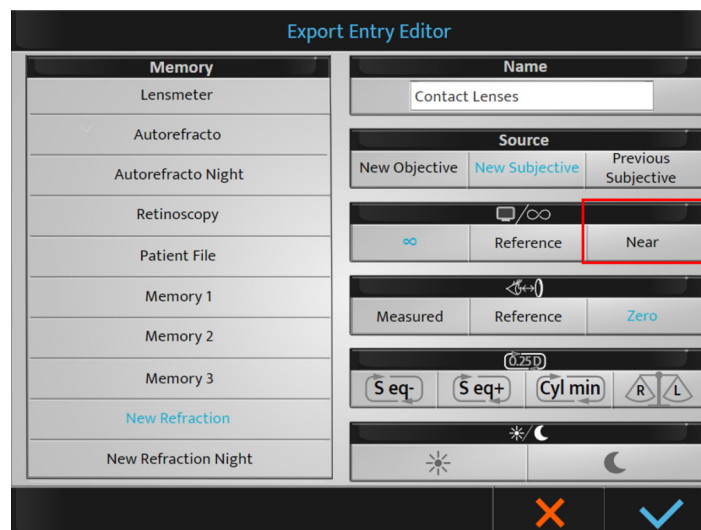 Export Entry Editor
Memory
Lensmeter
Autorefracto
Autorefracto Night
Retinoscopy
Patient File
Memory 1
Memory 2
Memory 3
New Refraction
New Refraction Night
Name
Contact Lenses
Source
New Objective
New Subjective
Previous
Subjective
/∞
∞
Reference
Near
Measured
Reference
Zero
0.25D
S eq-
S eq+
Cyl min
R
L